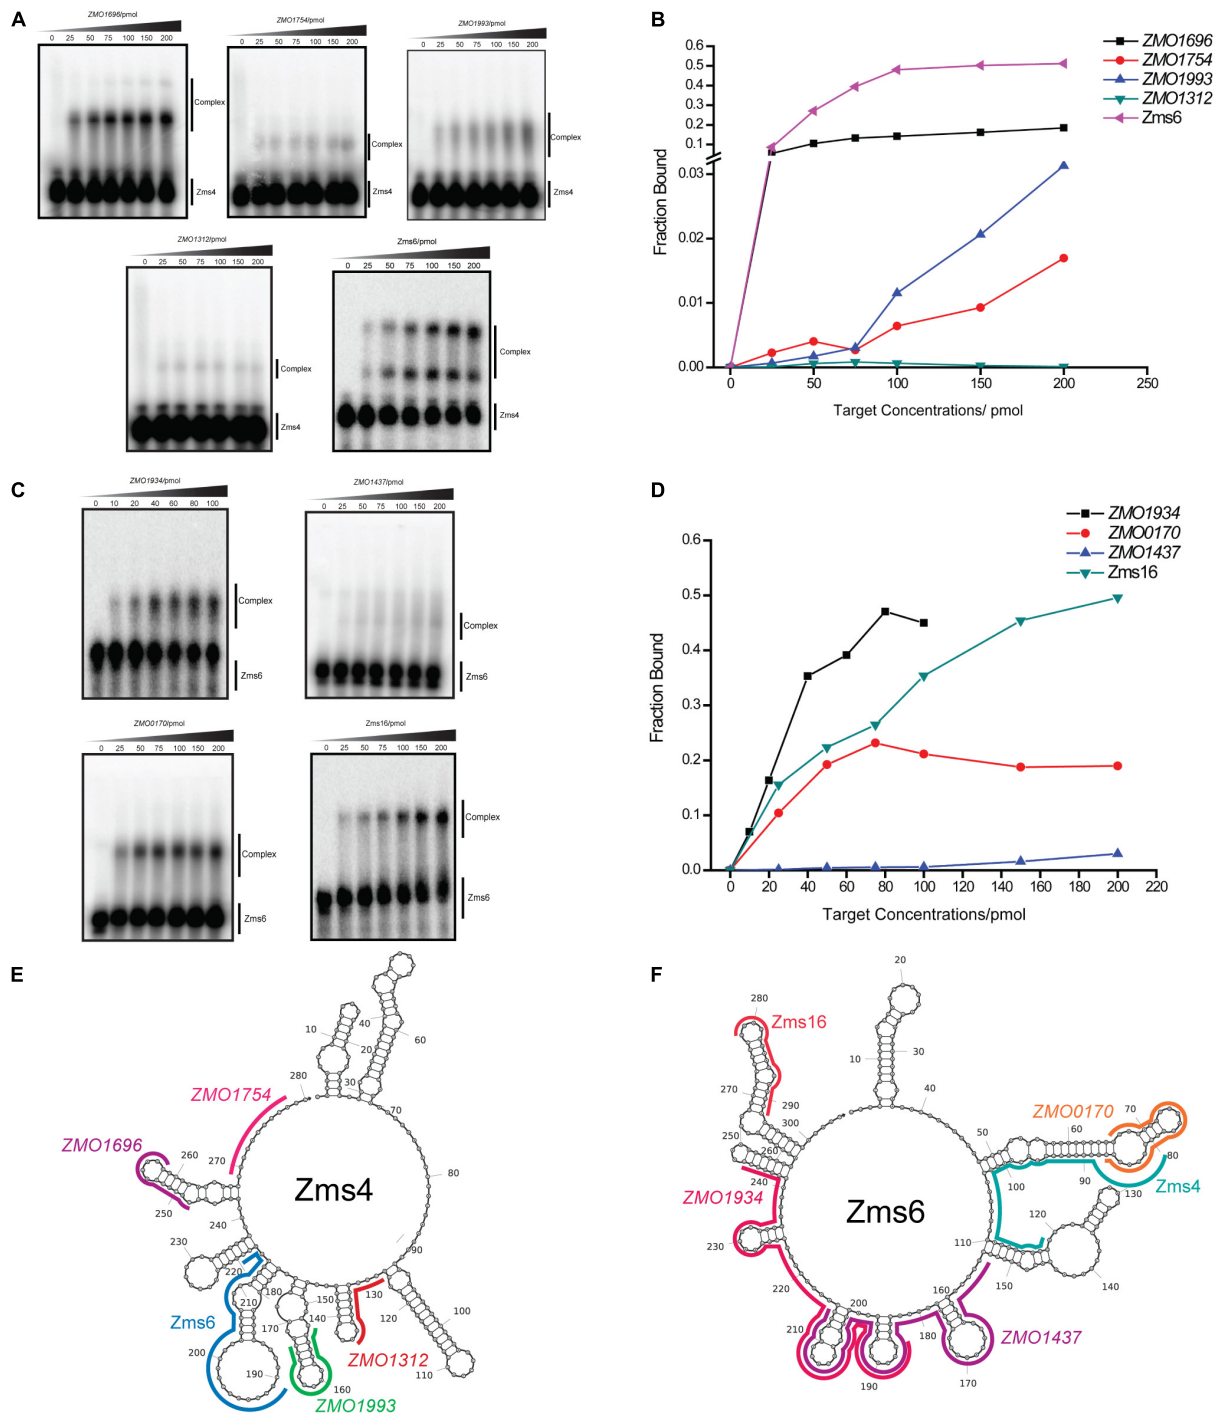 A
ZMO1696/pmol
0 25 50 75 100 150 200
Complex
Zms4
ZMO1754/pmol
0 25 50 75 100 150 200
Complex
Zms4
ZMO1993/pmol
0 25 50 75 100 150 200
Complex
Zms4
ZMO1312/pmol
0 25 50 75 100 150 200
Complex
Zms4
Zms6/pmol
0 25 50 75 100 150 200
Complex
Zms4
B
ZMO1696
ZMO1754
ZMO1993
ZMO1312
Zms6
0.6
0.5
0.4
0.3
0.2
0.1
0.03
0.02
0.01
0.00
Fraction Bound
0 50 100 150 200 250
Target Concentrations/ pmol
C
ZMO1934/pmol
0 10 20 40 60 80 100
Complex
Zms6
ZMO1437/pmol
0 25 50 75 100 150 200
Complex
Zms6
ZMO0170/pmol
0 25 50 75 100 150 200
Complex
Zms6
Zms16/pmol
0 25 50 75 100 150 200
Complex
Zms6
D
ZMO1934
ZMO0170
ZMO1437
Zms16
0.6
0.5
0.4
0.3
0.2
0.1
0.0
Fraction Bound
0 20 40 60 80 100 120 140 160 180 200 220
Target Concentrations/pmol
E
10
20
30
40
60
70
80
90
100
110
120
130
140
150
160
170
180
190
200
210
220
230
240
250
260
270
280
ZMO1754
ZMO1696
Zms4
Zms6
ZMO1312
ZMO1993
F
10
20
30
40
50
60
70
80
90
100
110
120
130
140
150
160
170
180
190
200
210
220
230
240
250
260
270
280
290
300
Zms16
ZMO0170
Zms4
ZMO1934
Zms6
ZMO1437